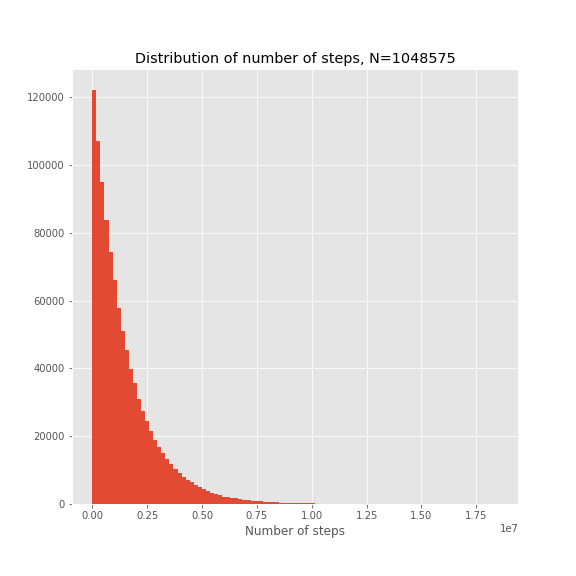 Distribution of number of steps, N=1048575
120000
100000
80000
60000
40000
20000
0
0.00 0.25 0.50 0.75 1.00 1.25 1.50 1.75
1e7
Number of steps